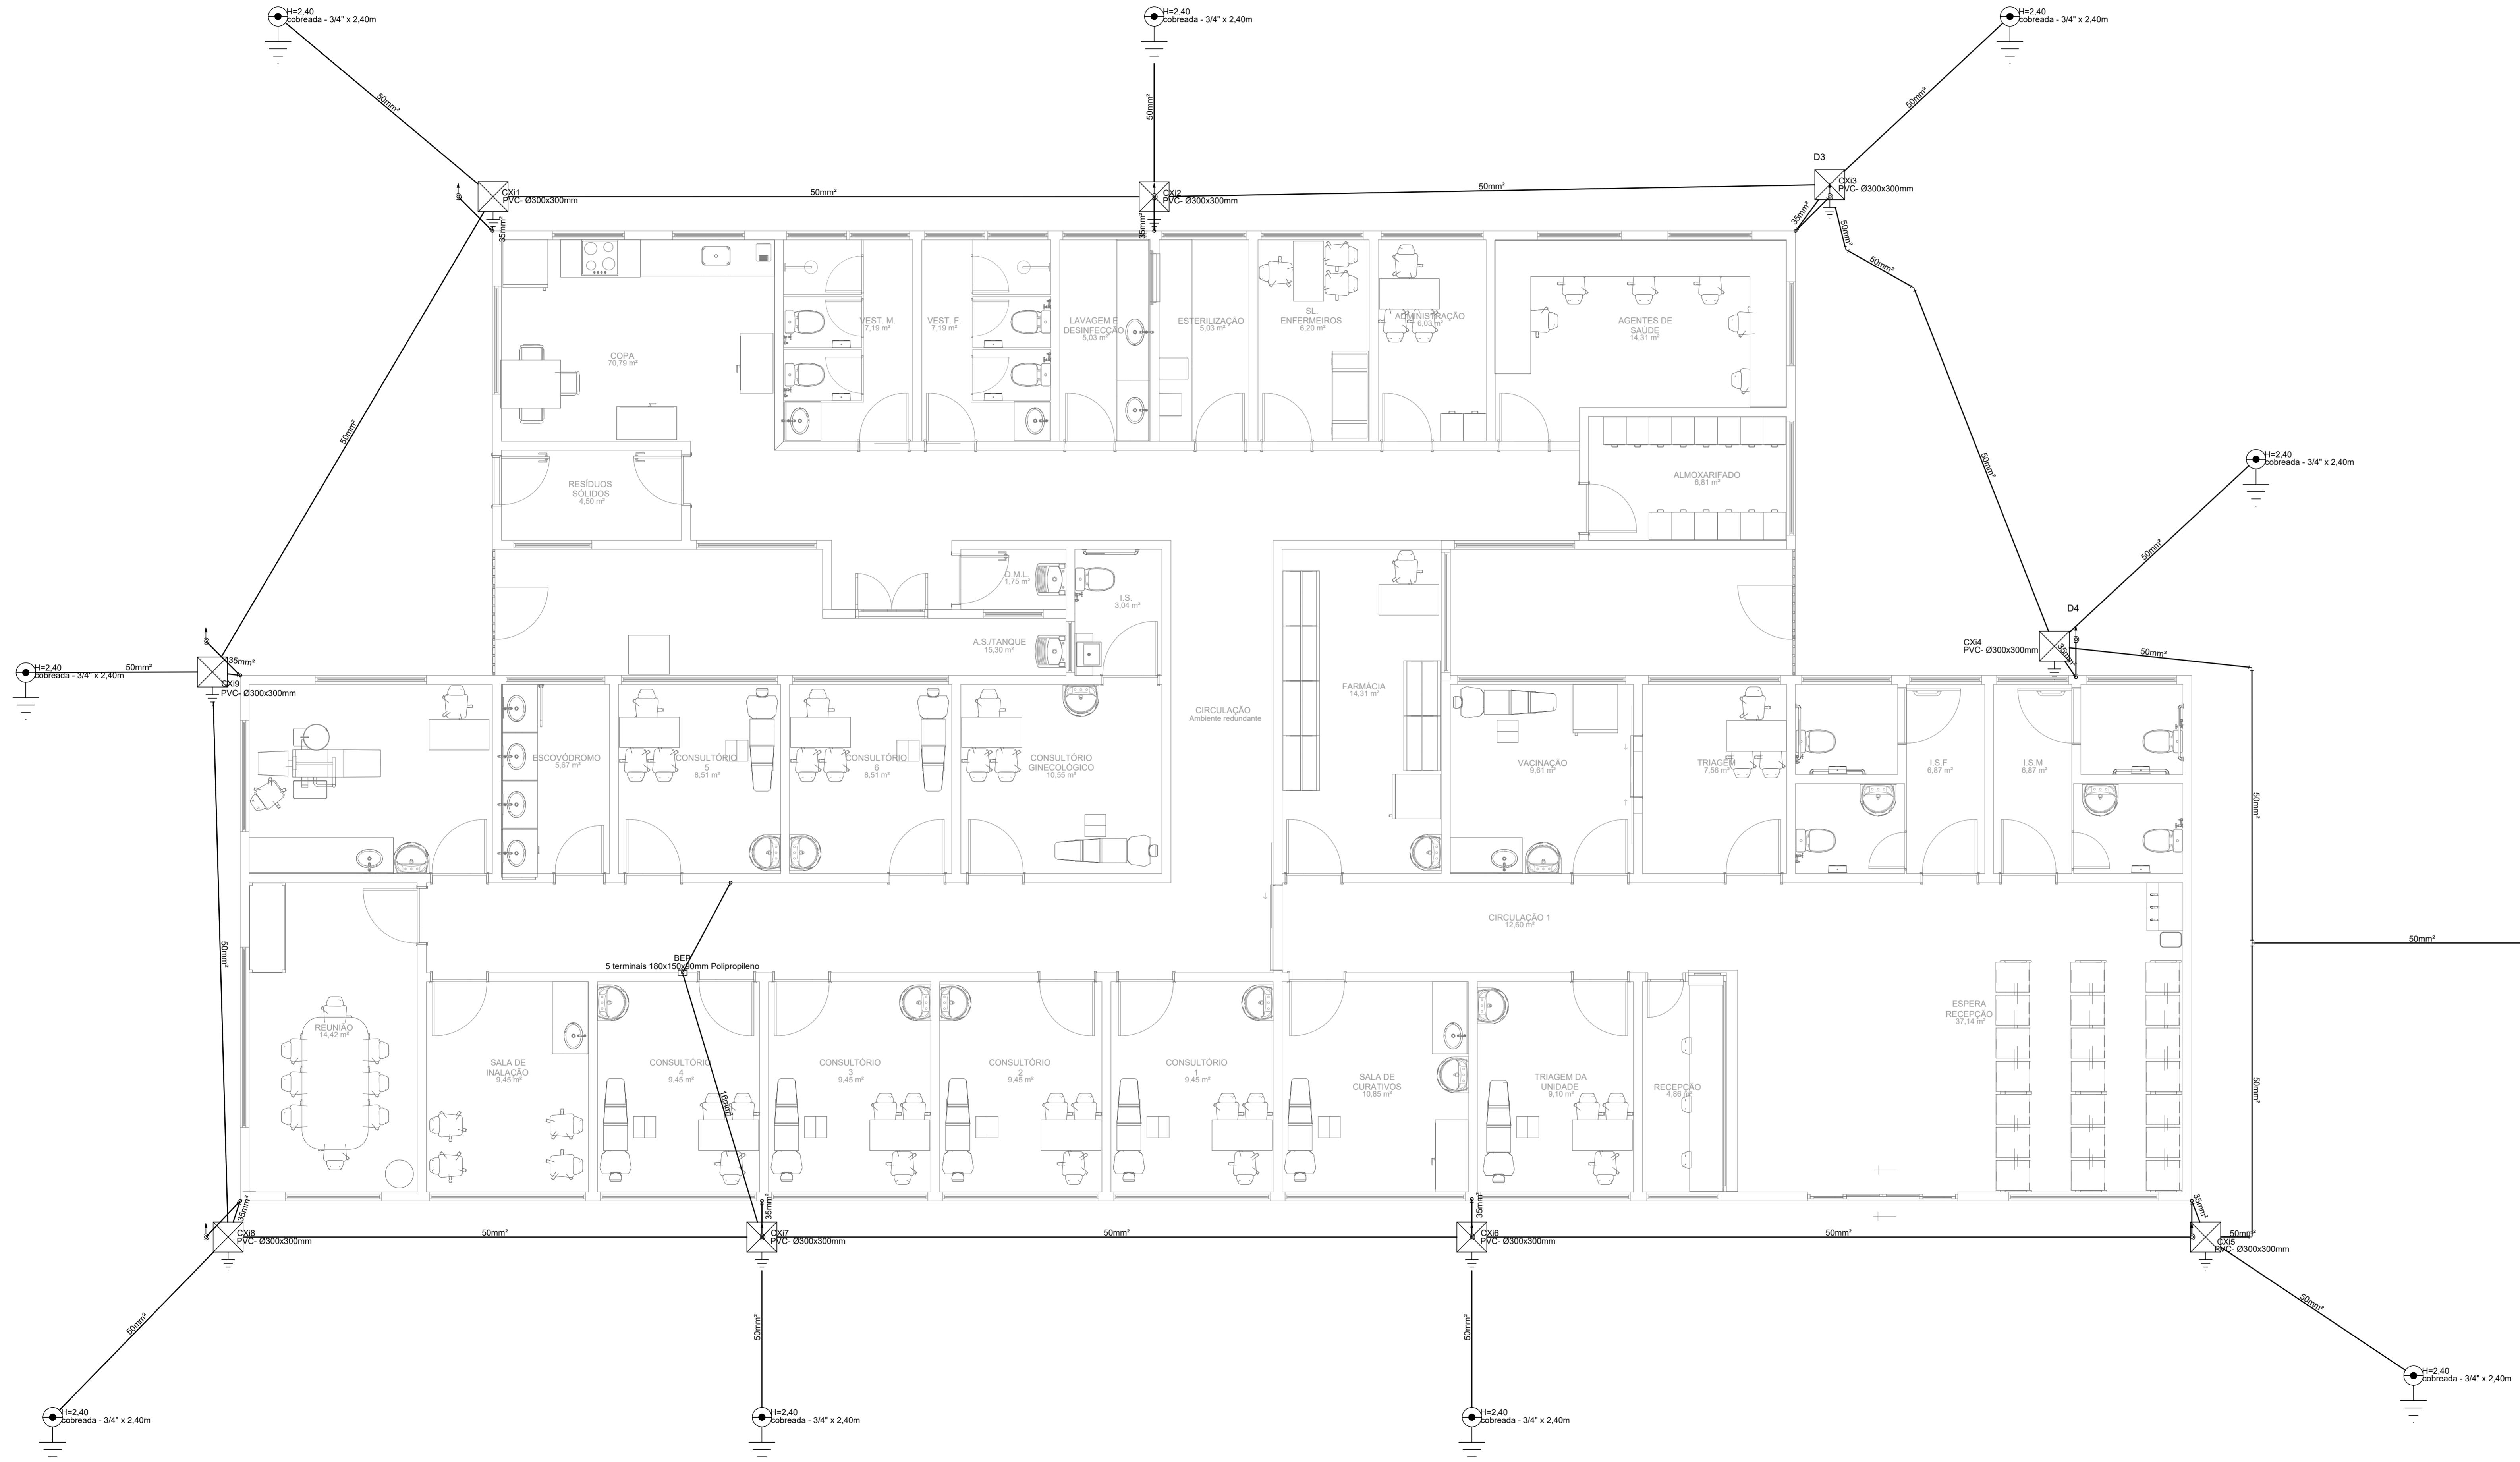 H=2,40
cobreada - 3/4" x 2,40m
H=2,40
cobreada - 3/4" x 2,40m
H=2,40
cobreada - 3/4" x 2,40m
50mm²
50mm²
50mm²
D3
CXi1
PVC- Ø300x300mm
50mm²
CXi2
PVC- Ø300x300mm
50mm²
CXi3
PVC- Ø300x300mm
35mm²
35mm²
35mm²
50mm²
50mm²
COPA
70,79 m²
VEST. M.
7,19 m²
VEST. F.
7,19 m²
LAVAGEM E
DESINFECÇÃO
5,03 m²
ESTERILIZAÇÃO
5,03 m²
SL.
ENFERMEIROS
6,20 m²
ADMINISTRAÇÃO
6,03 m²
AGENTES DE
SAÚDE
14,31 m²
50mm²
50mm²
H=2,40
cobreada - 3/4" x 2,40m
RESÍDUOS
SÓLIDOS
4,50 m²
ALMOXARIFADO
6,81 m²
50mm²
D.M.L.
1,75 m²
I.S.
3,04 m²
A.S./TANQUE
15,30 m²
D4
CXi4
PVC- Ø300x300mm
35mm²
50mm²
H=2,40
cobreada - 3/4" x 2,40m
50mm²
35mm²
CXi9
PVC- Ø300x300mm
CIRCULAÇÃO
Ambiente redundante
FARMÁCIA
14,31 m²
ESCOVÓDROMO
5,67 m²
CONSULTÓRIO
5
8,51 m²
CONSULTÓRIO
6
8,51 m²
CONSULTÓRIO
GINECOLÓGICO
10,55 m²
VACINAÇÃO
9,61 m²
TRIAGEM
7,56 m²
I.S.F
6,87 m²
I.S.M
6,87 m²
50mm²
50mm²
BEP
5 terminais 180x150x90mm Polipropileno
CIRCULAÇÃO 1
12,60 m²
50mm²
REUNIÃO
14,42 m²
SALA DE
INALAÇÃO
9,45 m²
CONSULTÓRIO
4
9,45 m²
CONSULTÓRIO
3
9,45 m²
CONSULTÓRIO
2
9,45 m²
CONSULTÓRIO
1
9,45 m²
SALA DE
CURATIVOS
10,85 m²
TRIAGEM DA
UNIDADE
9,10 m²
RECEPÇÃO
4,86 m²
ESPERA
RECEPÇÃO
37,14 m²
16mm²
50mm²
35mm²
35mm²
35mm²
35mm²
CXi8
PVC- Ø300x300mm
50mm²
CXi7
PVC- Ø300x300mm
50mm²
CXi6
PVC- Ø300x300mm
50mm²
50mm²
CXi5
PVC- Ø300x300mm
50mm²
50mm²
50mm²
50mm²
H=2,40
cobreada - 3/4" x 2,40m
H=2,40
cobreada - 3/4" x 2,40m
H=2,40
cobreada - 3/4" x 2,40m
H=2,40
cobreada - 3/4" x 2,40m